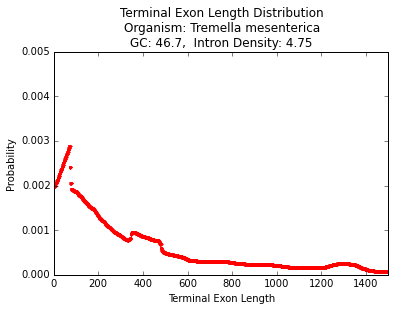 Terminal Exon Length Distribution
Organism: Tremella mesenterica
GC: 46.7,  Intron Density: 4.75
0.005
0.004
0.003
0.002
0.001
0.000
Probability
0 200 400 600 800 1000 1200 1400
Terminal Exon Length